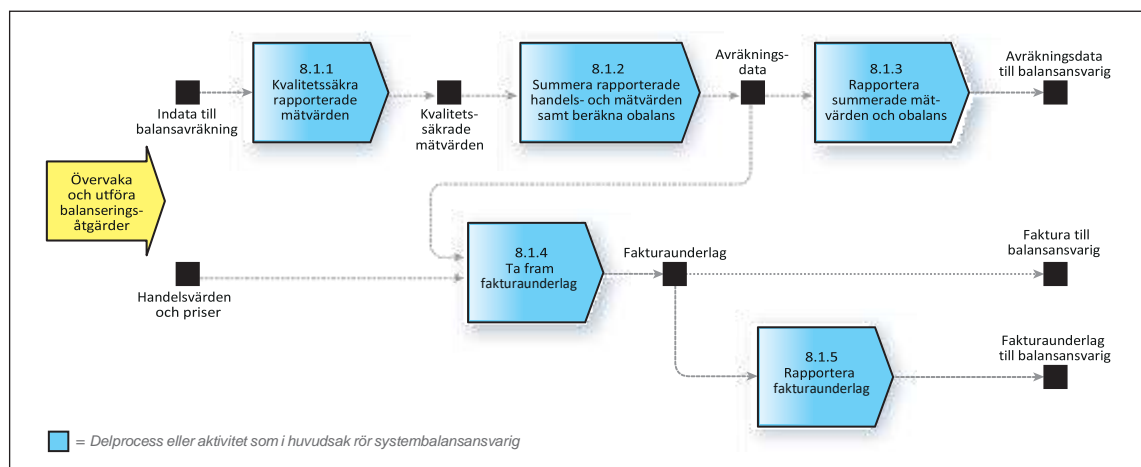 8.1.1
Kvalitetssäkra
rapporterade
mätvärden
8.1.2
Summera rapporterade
handels- och mätvärden
samt beräkna obalans
Avräknings-
data
8.1.3
Rapportera
summerade mät-
värden och obalans
Avräkningsdata
till balansansvarig
Indata till
balansavräkning
Kvalitets-
säkrade
mätvärden
Övervaka
och utföra
balanserings-
åtgärder
8.1.4
Ta fram
fakturaunderlag
Fakturaunderlag
Faktura till
balansansvarig
Handelsvärden
och priser
8.1.5
Rapportera
fakturaunderlag
Fakturaunderlag
till balansansvarig
= Delprocess eller aktivitet som i huvudsak rör systembalansansvarig